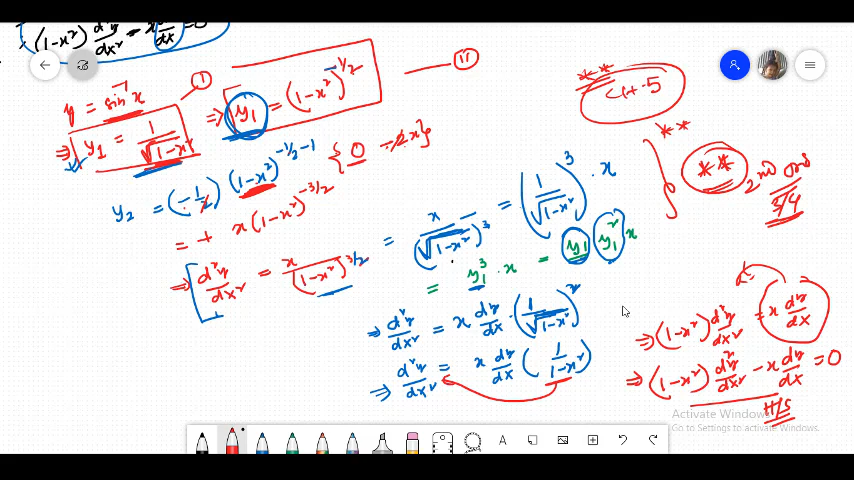 (1-x²) d²y/dx² - x dy/dx = 0
y = sin⁻¹x
I
⇒ y₁ = 1/√(1-x²)
⇒ y₁ = (1-x²)^(-1/2)
II
y₂ = (-1/2) (1-x²)^(-1/2-1) {0-2x}
= + x(1-x²)^(-3/2)
⇒ d²y/dx² = x/(1-x²)^(3/2)
= x/(√(1-x²))³ = (1/√(1-x²))³ · x
= y₁³ · x = y₁ y₁² x
⇒ d²y/dx² = x dy/dx · (1/√(1-x²))²
⇒ d²y/dx² = x dy/dx (1/1-x²)
⇒ (1-x²) d²y/dx² = x dy/dx
⇒ (1-x²) d²y/dx² - x dy/dx = 0
**
**
**
2nd
3/4
Activate Windows
Go to Settings to activate Windows.
A